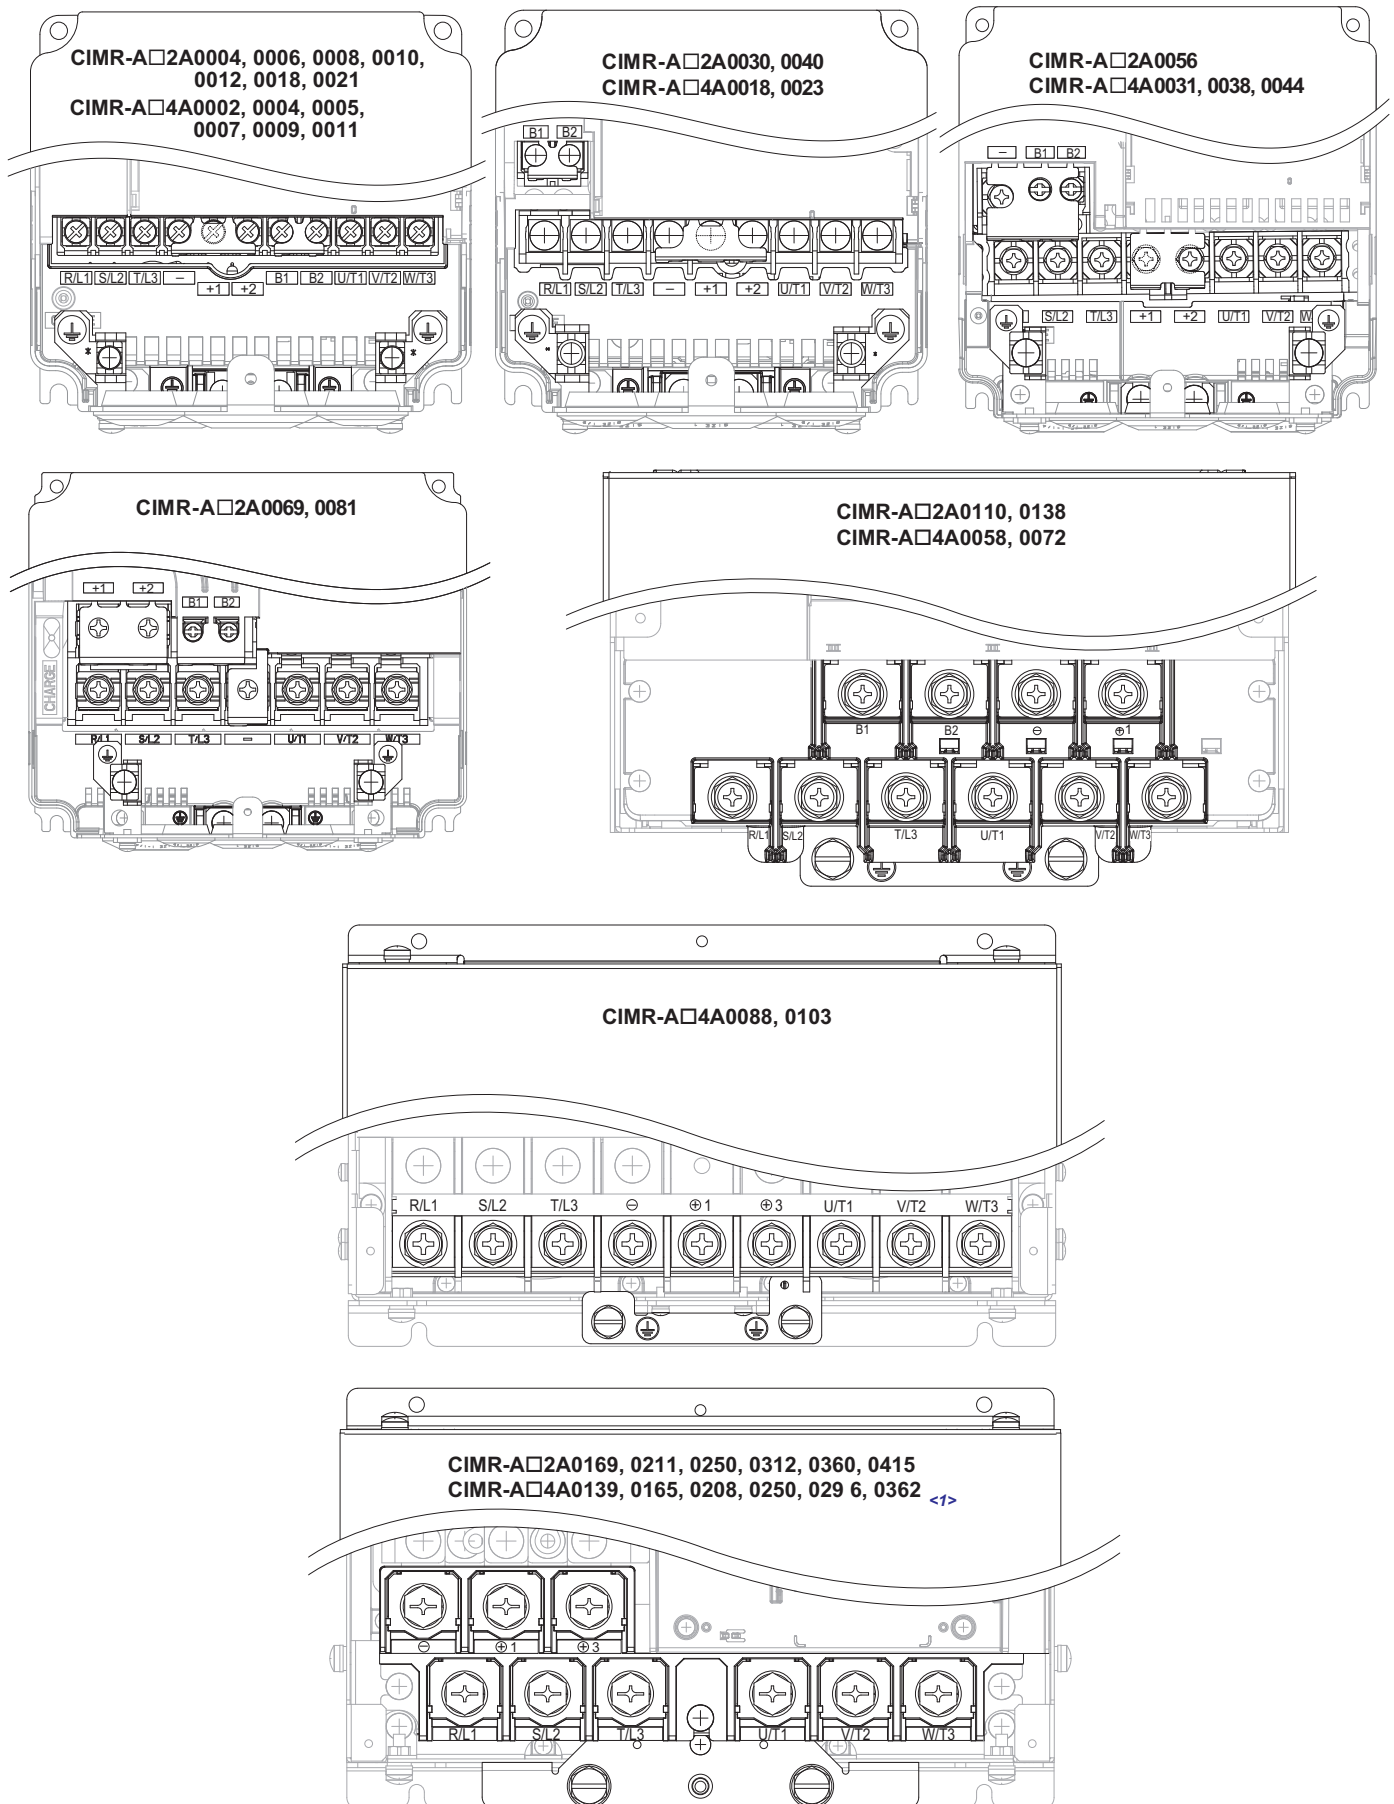 CIMR-A□2A0004, 0006, 0008, 0010,
0012, 0018, 0021
CIMR-A□4A0002, 0004, 0005,
0007, 0009, 0011
R/L1 S/L2 T/L3 − B1 B2 U/T1 V/T2 W/T3
+1 +2
CIMR-A□2A0030, 0040
CIMR-A□4A0018, 0023
B1 B2
R/L1 S/L2 T/L3 − +1 +2 U/T1 V/T2 W/T3
CIMR-A□2A0056
CIMR-A□4A0031, 0038, 0044
− B1 B2
S/L2 T/L3 +1 +2 U/T1 V/T2 W
CIMR-A□2A0069, 0081
+1 +2
B1 B2
CHARGE
R/L1 S/L2 T/L3 − U/T1 V/T2 W/T3
CIMR-A□2A0110, 0138
CIMR-A□4A0058, 0072
B1 B2 ⊖ ⊕1
R/L1 S/L2 T/L3 U/T1 V/T2 W/T3
CIMR-A□4A0088, 0103
R/L1 S/L2 T/L3 ⊖ ⊕1 ⊕3 U/T1 V/T2 W/T3
CIMR-A□2A0169, 0211, 0250, 0312, 0360, 0415
CIMR-A□4A0139, 0165, 0208, 0250, 029 6, 0362 <1>
⊖ ⊕1 ⊕3
R/L1 S/L2 T/L3 U/T1 V/T2 W/T3